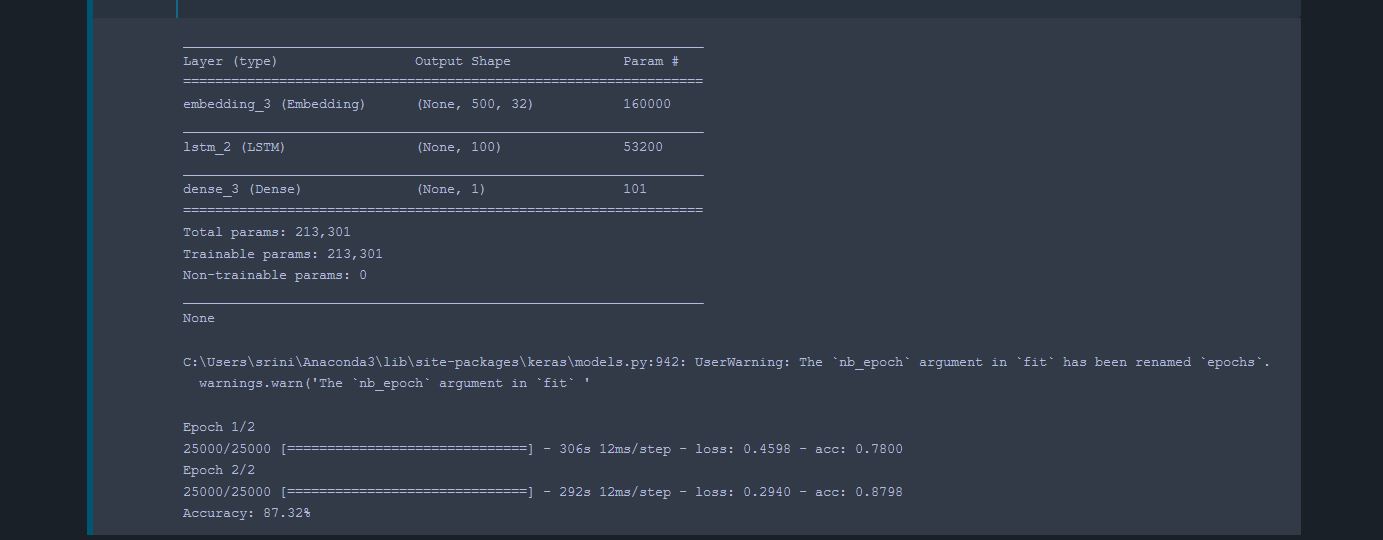 Layer (type) Output Shape Param #
=================================================================
embedding_3 (Embedding) (None, 500, 32) 160000
lstm_2 (LSTM) (None, 100) 53200
dense_3 (Dense) (None, 1) 101
=================================================================
Total params: 213,301
Trainable params: 213,301
Non-trainable params: 0
None
C:\Users\srini\Anaconda3\lib\site-packages\keras\models.py:942: UserWarning: The `nb_epoch` argument in `fit` has been renamed `epochs`.
warnings.warn('The `nb_epoch` argument in `fit` '
Epoch 1/2
25000/25000 [==============================] - 306s 12ms/step - loss: 0.4598 - acc: 0.7800
Epoch 2/2
25000/25000 [==============================] - 292s 12ms/step - loss: 0.2940 - acc: 0.8798
Accuracy: 87.32%